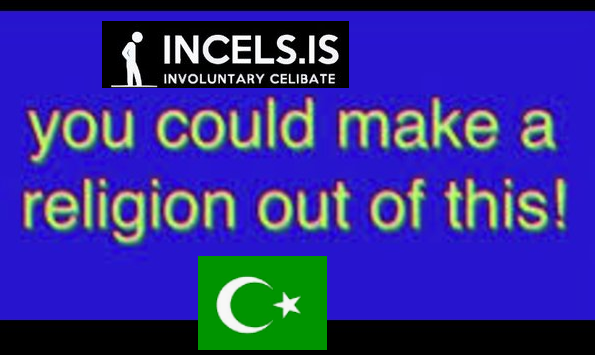 INCELS.IS
INVOLUNTARY CELIBATE
you could make a
religion out of this!